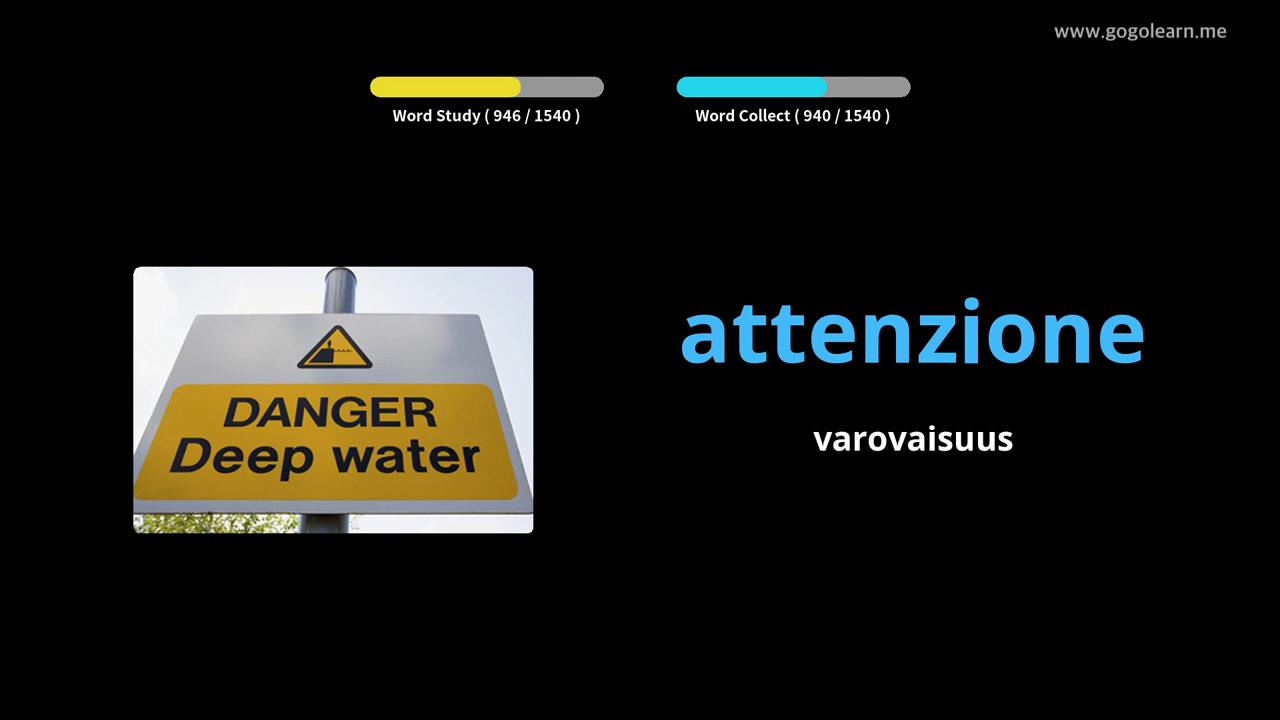 www.gogolearn.me
Word Study ( 946 / 1540 )
Word Collect ( 940 / 1540 )
DANGER
Deep water
attenzione
varovaisuus